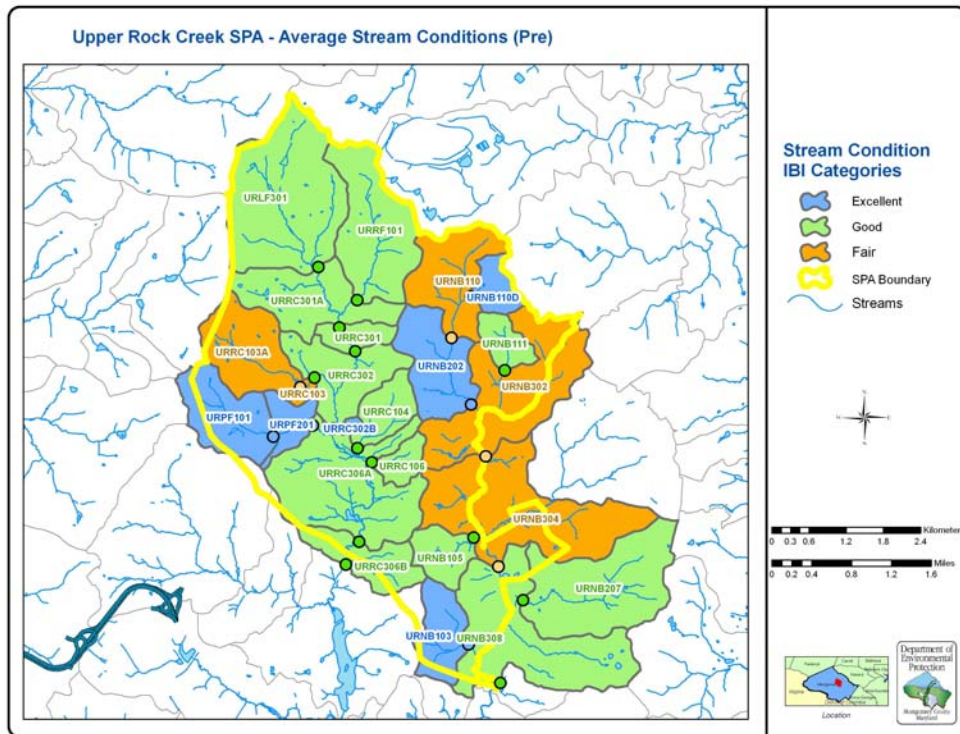 Upper Rock Creek SPA - Average Stream Conditions (Pre)
URLF301
URRF101
URRC301A
URNB110
URNB110D
URRC301
URNB111
URRC103A
URNB202
URRC302
URNB302
URRC103
URRC104
URPF101
URPF201
URRC302B
URRC106
URRC306A
URNB304
URNB105
URRC306B
URNB207
URNB103
URNB308
Stream Condition
IBI Categories
Excellent
Good
Fair
SPA Boundary
Streams
Kilometers
0 0.3 0.6 1.2 1.8 2.4
Miles
0 0.2 0.4 0.8 1.2 1.6
Location
Department of
Environmental
Protection
Montgomery County
Maryland